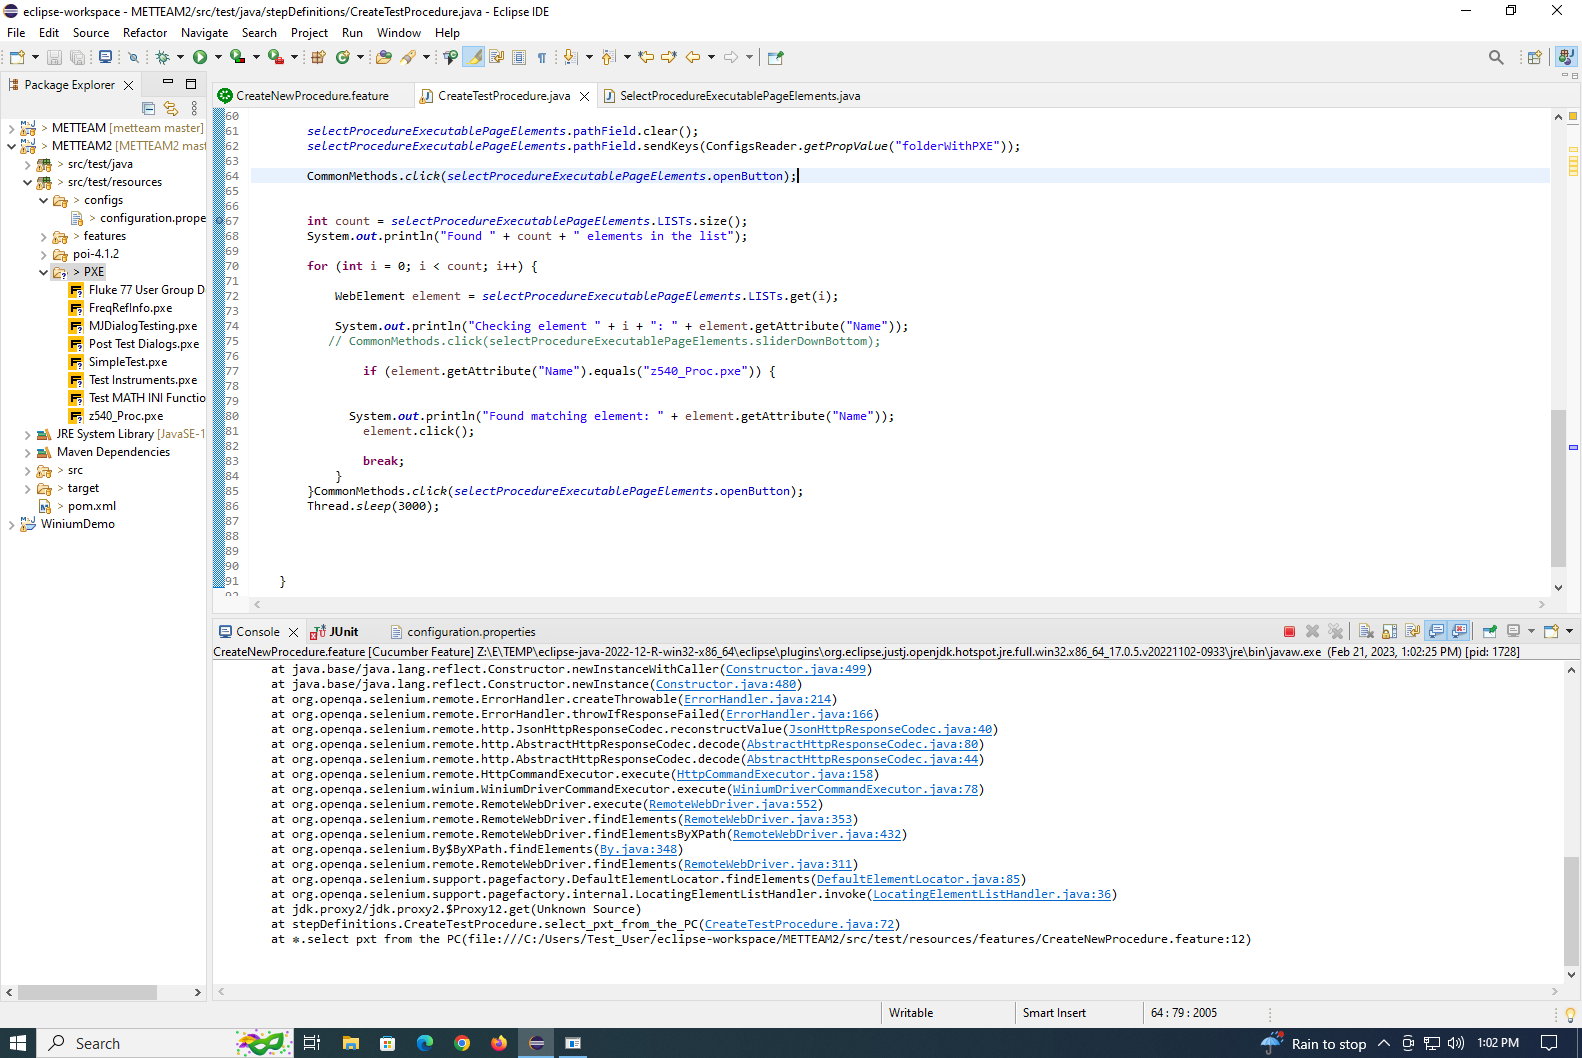 eclipse-workspace - METTEAM2/src/test/java/stepDefinitions/CreateTestProcedure.java - Eclipse IDE
File Edit Source Refactor Navigate Search Project Run Window Help
Package Explorer
> METTEAM [metteam master]
> METTEAM2 [METTEAM2 mast
> src/test/java
> src/test/resources
> configs
> configuration.prope
> features
poi-4.1.2
> PXE
Fluke 77 User Group D
FreqRefInfo.pxe
MJDialogTesting.pxe
Post Test Dialogs.pxe
SimpleTest.pxe
Test Instruments.pxe
Test MATH INI Functio
z540_Proc.pxe
JRE System Library [JavaSE-1
Maven Dependencies
> src
> target
> pom.xml
WiniumDemo
CreateNewProcedure.feature CreateTestProcedure.java SelectProcedureExecutablePageElements.java
60
61 selectProcedureExecutablePageElements.pathField.clear();
62 selectProcedureExecutablePageElements.pathField.sendKeys(ConfigsReader.getPropValue("folderWithPXE"));
63
64 CommonMethods.click(selectProcedureExecutablePageElements.openButton);
65
66
67 int count = selectProcedureExecutablePageElements.LISTs.size();
68 System.out.println("Found " + count + " elements in the list");
69
70 for (int i = 0; i < count; i++) {
71
72 WebElement element = selectProcedureExecutablePageElements.LISTs.get(i);
73
74 System.out.println("Checking element " + i + ": " + element.getAttribute("Name"));
75 // CommonMethods.click(selectProcedureExecutablePageElements.sliderDownBottom);
76
77 if (element.getAttribute("Name").equals("z540_Proc.pxe")) {
78
79
80 System.out.println("Found matching element: " + element.getAttribute("Name"));
81 element.click();
82
83 break;
84 }
85 }CommonMethods.click(selectProcedureExecutablePageElements.openButton);
86 Thread.sleep(3000);
87
88
89
90
91 }
92
Console JUnit configuration.properties
CreateNewProcedure.feature [Cucumber Feature] Z:\E\TEMP\eclipse-java-2022-12-R-win32-x86_64\eclipse\plugins\org.eclipse.justj.openjdk.hotspot.jre.full.win32.x86_64_17.0.5.v20221102-0933\jre\bin\javaw.exe (Feb 21, 2023, 1:02:25 PM) [pid: 1728]
at java.base/java.lang.reflect.Constructor.newInstanceWithCaller(Constructor.java:499)
at java.base/java.lang.reflect.Constructor.newInstance(Constructor.java:480)
at org.openqa.selenium.remote.ErrorHandler.createThrowable(ErrorHandler.java:214)
at org.openqa.selenium.remote.ErrorHandler.throwIfResponseFailed(ErrorHandler.java:166)
at org.openqa.selenium.remote.http.JsonHttpResponseCodec.reconstructValue(JsonHttpResponseCodec.java:40)
at org.openqa.selenium.remote.http.AbstractHttpResponseCodec.decode(AbstractHttpResponseCodec.java:80)
at org.openqa.selenium.remote.http.AbstractHttpResponseCodec.decode(AbstractHttpResponseCodec.java:44)
at org.openqa.selenium.remote.HttpCommandExecutor.execute(HttpCommandExecutor.java:158)
at org.openqa.selenium.winium.WiniumDriverCommandExecutor.execute(WiniumDriverCommandExecutor.java:78)
at org.openqa.selenium.remote.RemoteWebDriver.execute(RemoteWebDriver.java:552)
at org.openqa.selenium.remote.RemoteWebDriver.findElements(RemoteWebDriver.java:353)
at org.openqa.selenium.remote.RemoteWebDriver.findElementsByXPath(RemoteWebDriver.java:432)
at org.openqa.selenium.By$ByXPath.findElements(By.java:348)
at org.openqa.selenium.remote.RemoteWebDriver.findElements(RemoteWebDriver.java:311)
at org.openqa.selenium.support.pagefactory.DefaultElementLocator.findElements(DefaultElementLocator.java:85)
at org.openqa.selenium.support.pagefactory.internal.LocatingElementListHandler.invoke(LocatingElementListHandler.java:36)
at jdk.proxy2/jdk.proxy2.$Proxy12.get(Unknown Source)
at stepDefinitions.CreateTestProcedure.select_pxt_from_the_PC(CreateTestProcedure.java:72)
at *.select pxt from the PC(file:///C:/Users/Test_User/eclipse-workspace/METTEAM2/src/test/resources/features/CreateNewProcedure.feature:12)
Writable Smart Insert 64 : 79 : 2005
Search Rain to stop 1:02 PM